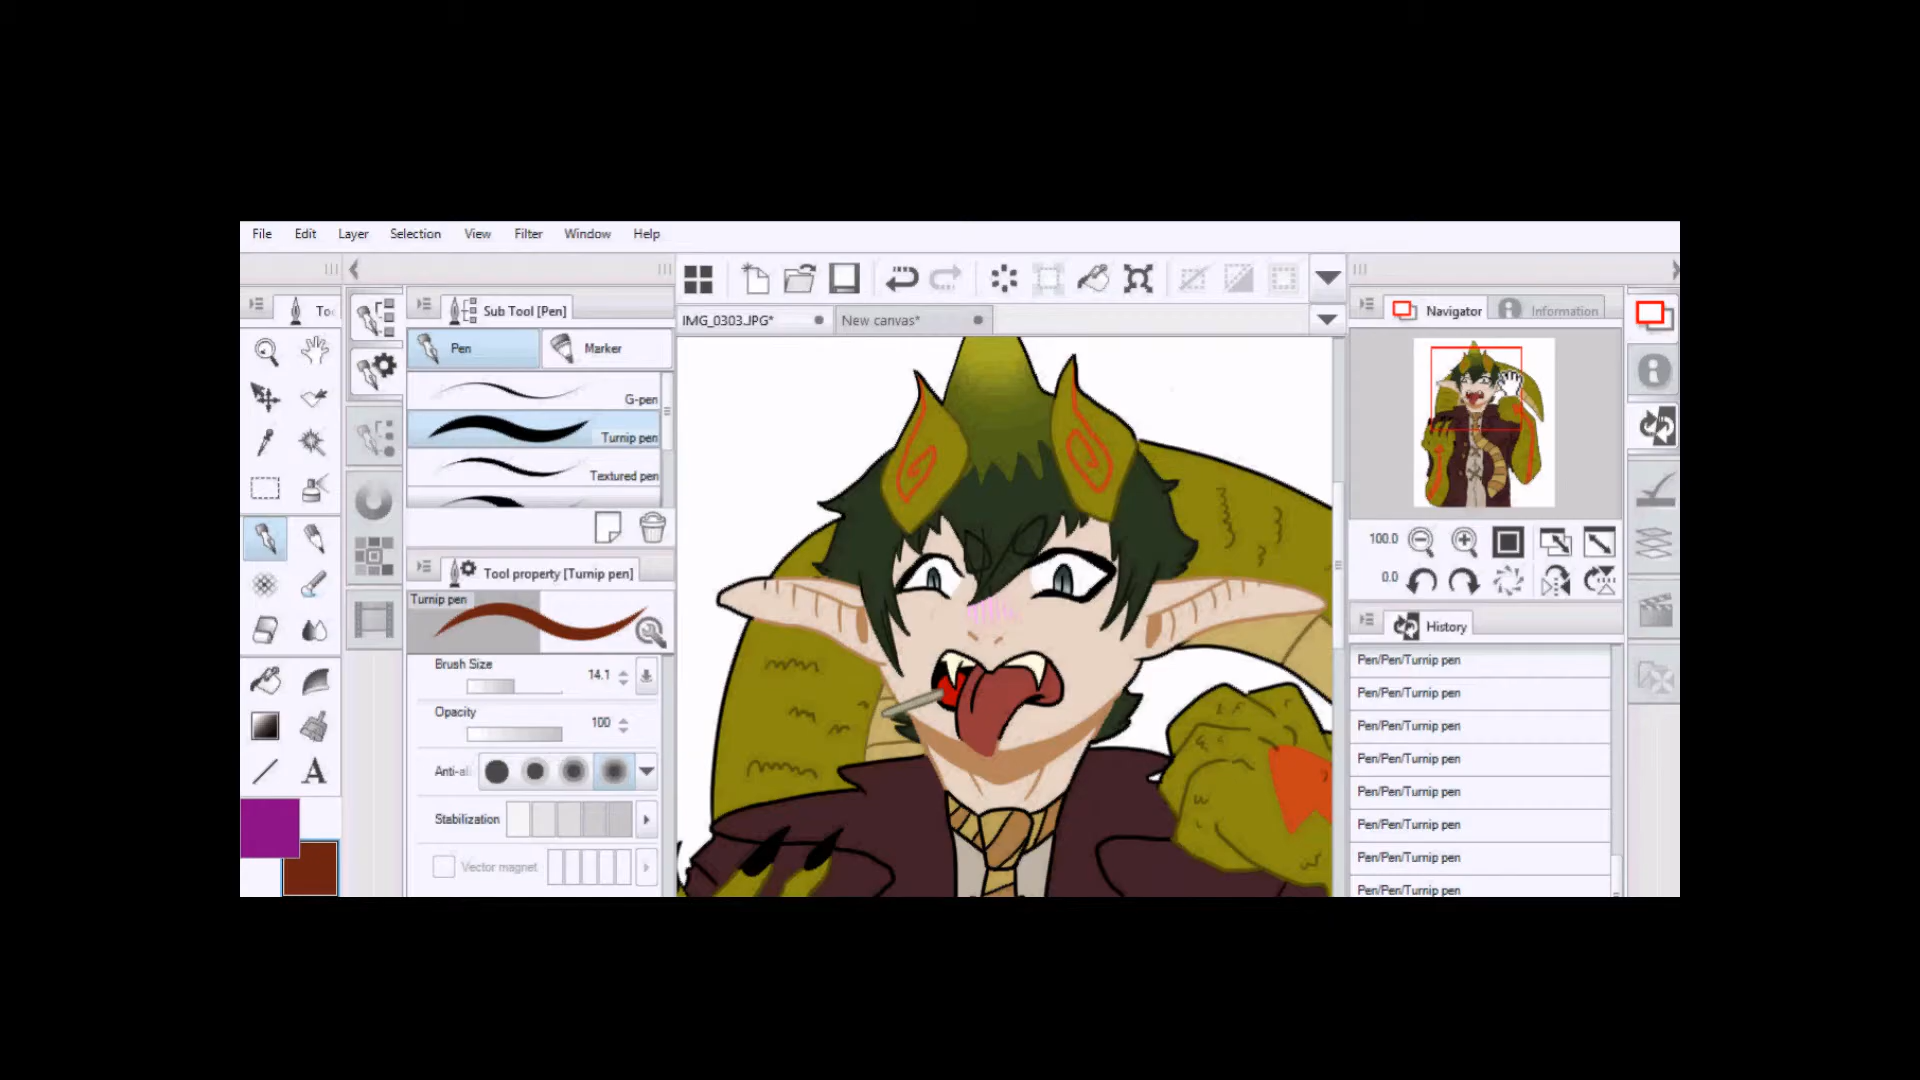 File Edit Layer Selection View Filter Window Help
Sub Tool [Pen]
Pen Marker
G-pen
Turnip pen
Textured pen
Tool property [Turnip pen]
Turnip pen
Brush Size 14.1
Opacity 100
Anti-al
Stabilization
Vector magnet
IMG_0303.JPG* New canvas*
Navigator Information
100.0
0.0
History
Pen/Pen/Turnip pen
Pen/Pen/Turnip pen
Pen/Pen/Turnip pen
Pen/Pen/Turnip pen
Pen/Pen/Turnip pen
Pen/Pen/Turnip pen
Pen/Pen/Turnip pen
Pen/Pen/Turnip pen